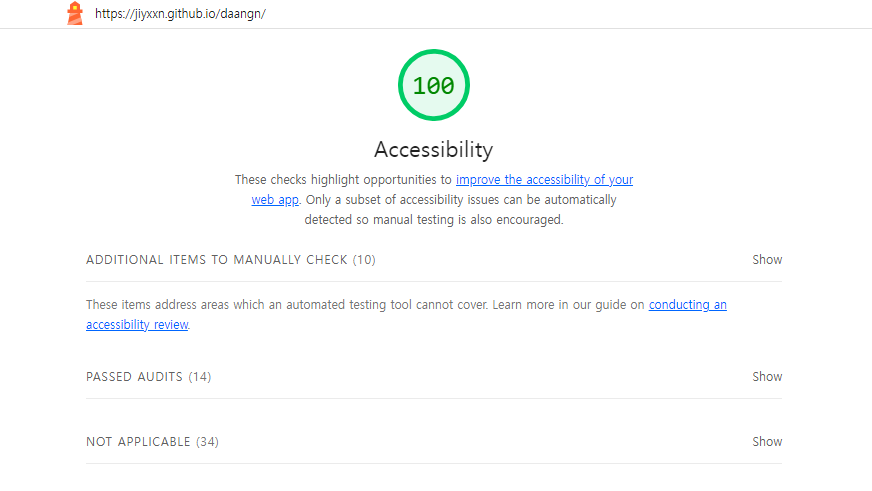 https://jiyxxn.github.io/daangn/
100
Accessibility
These checks highlight opportunities to improve the accessibility of your
web app. Only a subset of accessibility issues can be automatically
detected so manual testing is also encouraged.
ADDITIONAL ITEMS TO MANUALLY CHECK (10)
Show
These items address areas which an automated testing tool cannot cover. Learn more in our guide on conducting an
accessibility review.
PASSED AUDITS (14)
Show
NOT APPLICABLE (34)
Show